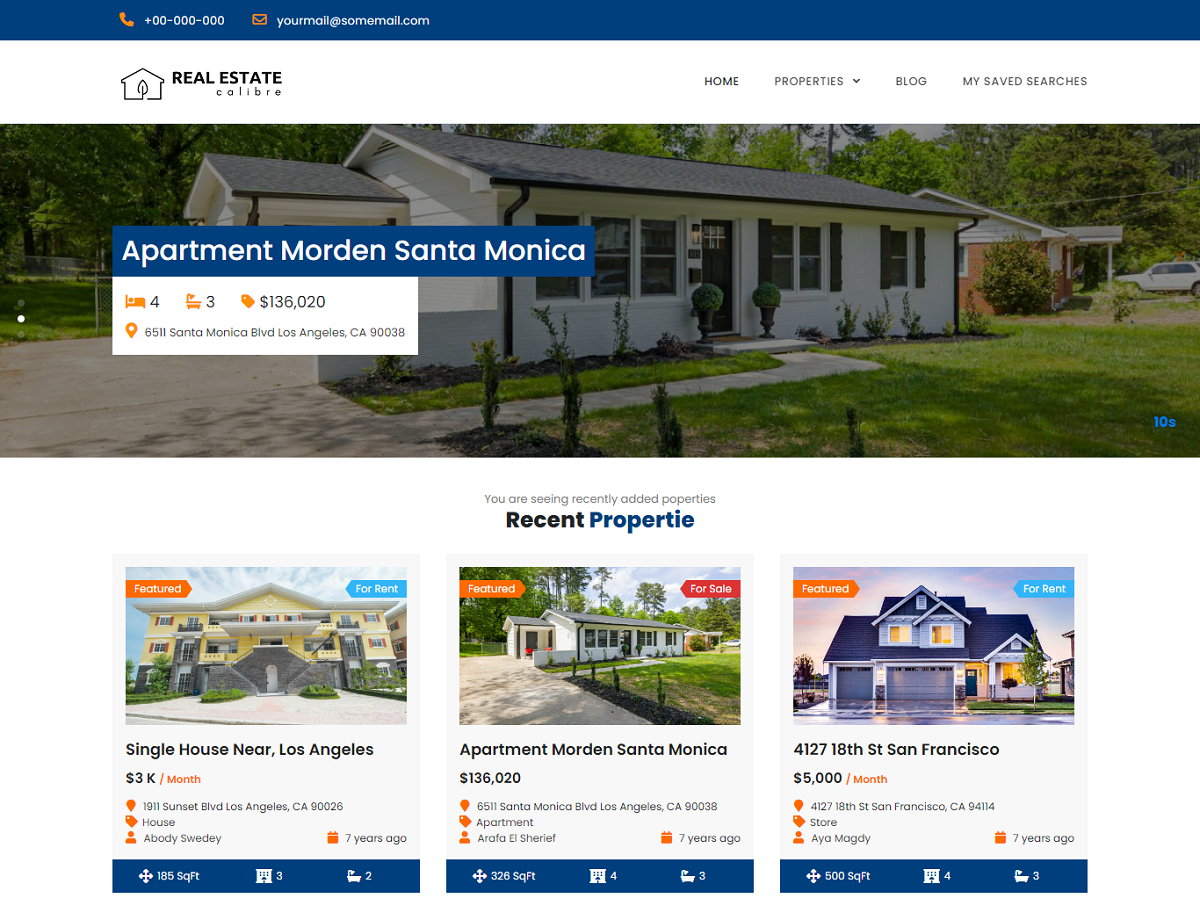 +00-000-000 yourmail@somemail.com
REAL ESTATE
calibre
HOME PROPERTIES BLOG MY SAVED SEARCHES
Apartment Morden Santa Monica
4 3 $136,020
6511 Santa Monica Blvd Los Angeles, CA 90038
10s
You are seeing recently added poperties
Recent Propertie
Featured For Rent
Single House Near, Los Angeles
$3 K / Month
1911 Sunset Blvd Los Angeles, CA 90026
House
Abody Swedey 7 years ago
185 SqFt 3 2
Featured For Sale
Apartment Morden Santa Monica
$136,020
6511 Santa Monica Blvd Los Angeles, CA 90038
Apartment
Arafa El Sherief 7 years ago
326 SqFt 4 3
Featured For Rent
4127 18th St San Francisco
$5,000 / Month
4127 18th St San Francisco, CA 94114
Store
Aya Magdy 7 years ago
500 SqFt 4 3